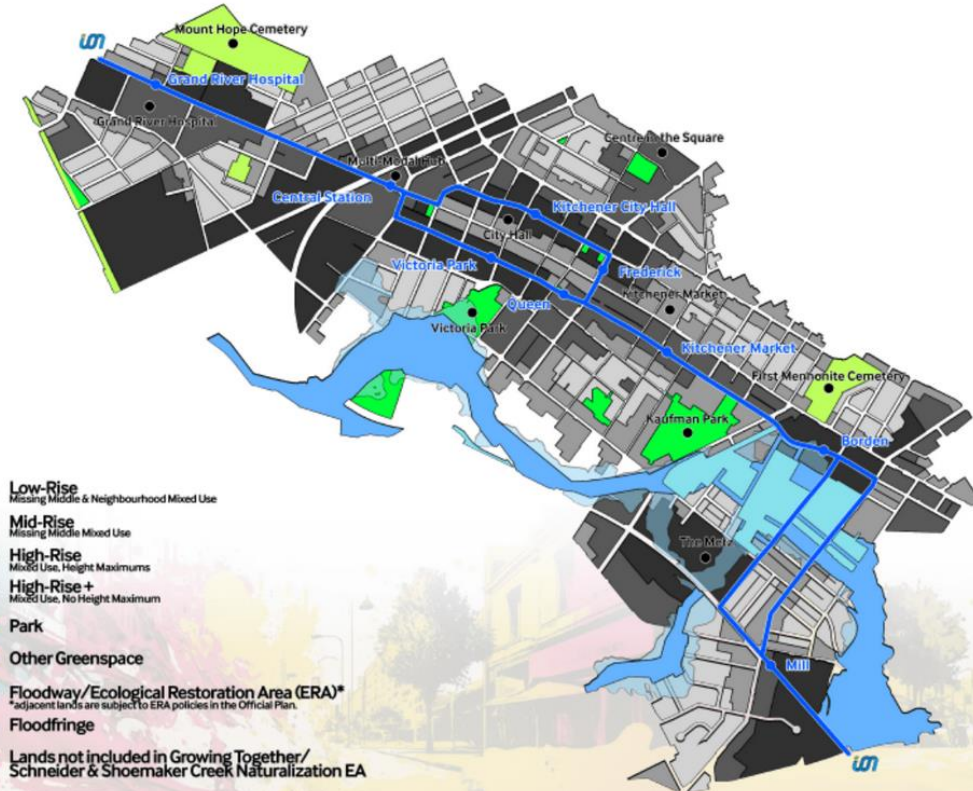 ion
Mount Hope Cemetery
Grand River Hospital
Grand River Hospital
Centre in the Square
Multi-Modal Hub
Central Station
Kitchener City Hall
City Hall
Victoria Park
Frederick
Queen
Kitchener Market
Victoria Park
Kitchener Market
First Mennonite Cemetery
Kaufman Park
Borden
The Metz
Mill
ion
Low-Rise
Missing Middle & Neighbourhood Mixed Use
Mid-Rise
Missing Middle Mixed Use
High-Rise
Mixed Use, Height Maximums
High-Rise +
Mixed Use, No Height Maximum
Park
Other Greenspace
Floodway/Ecological Restoration Area (ERA)*
*adjacent lands are subject to ERA policies in the Official Plan.
Floodfringe
Lands not included in Growing Together/
Schneider & Shoemaker Creek Naturalization EA